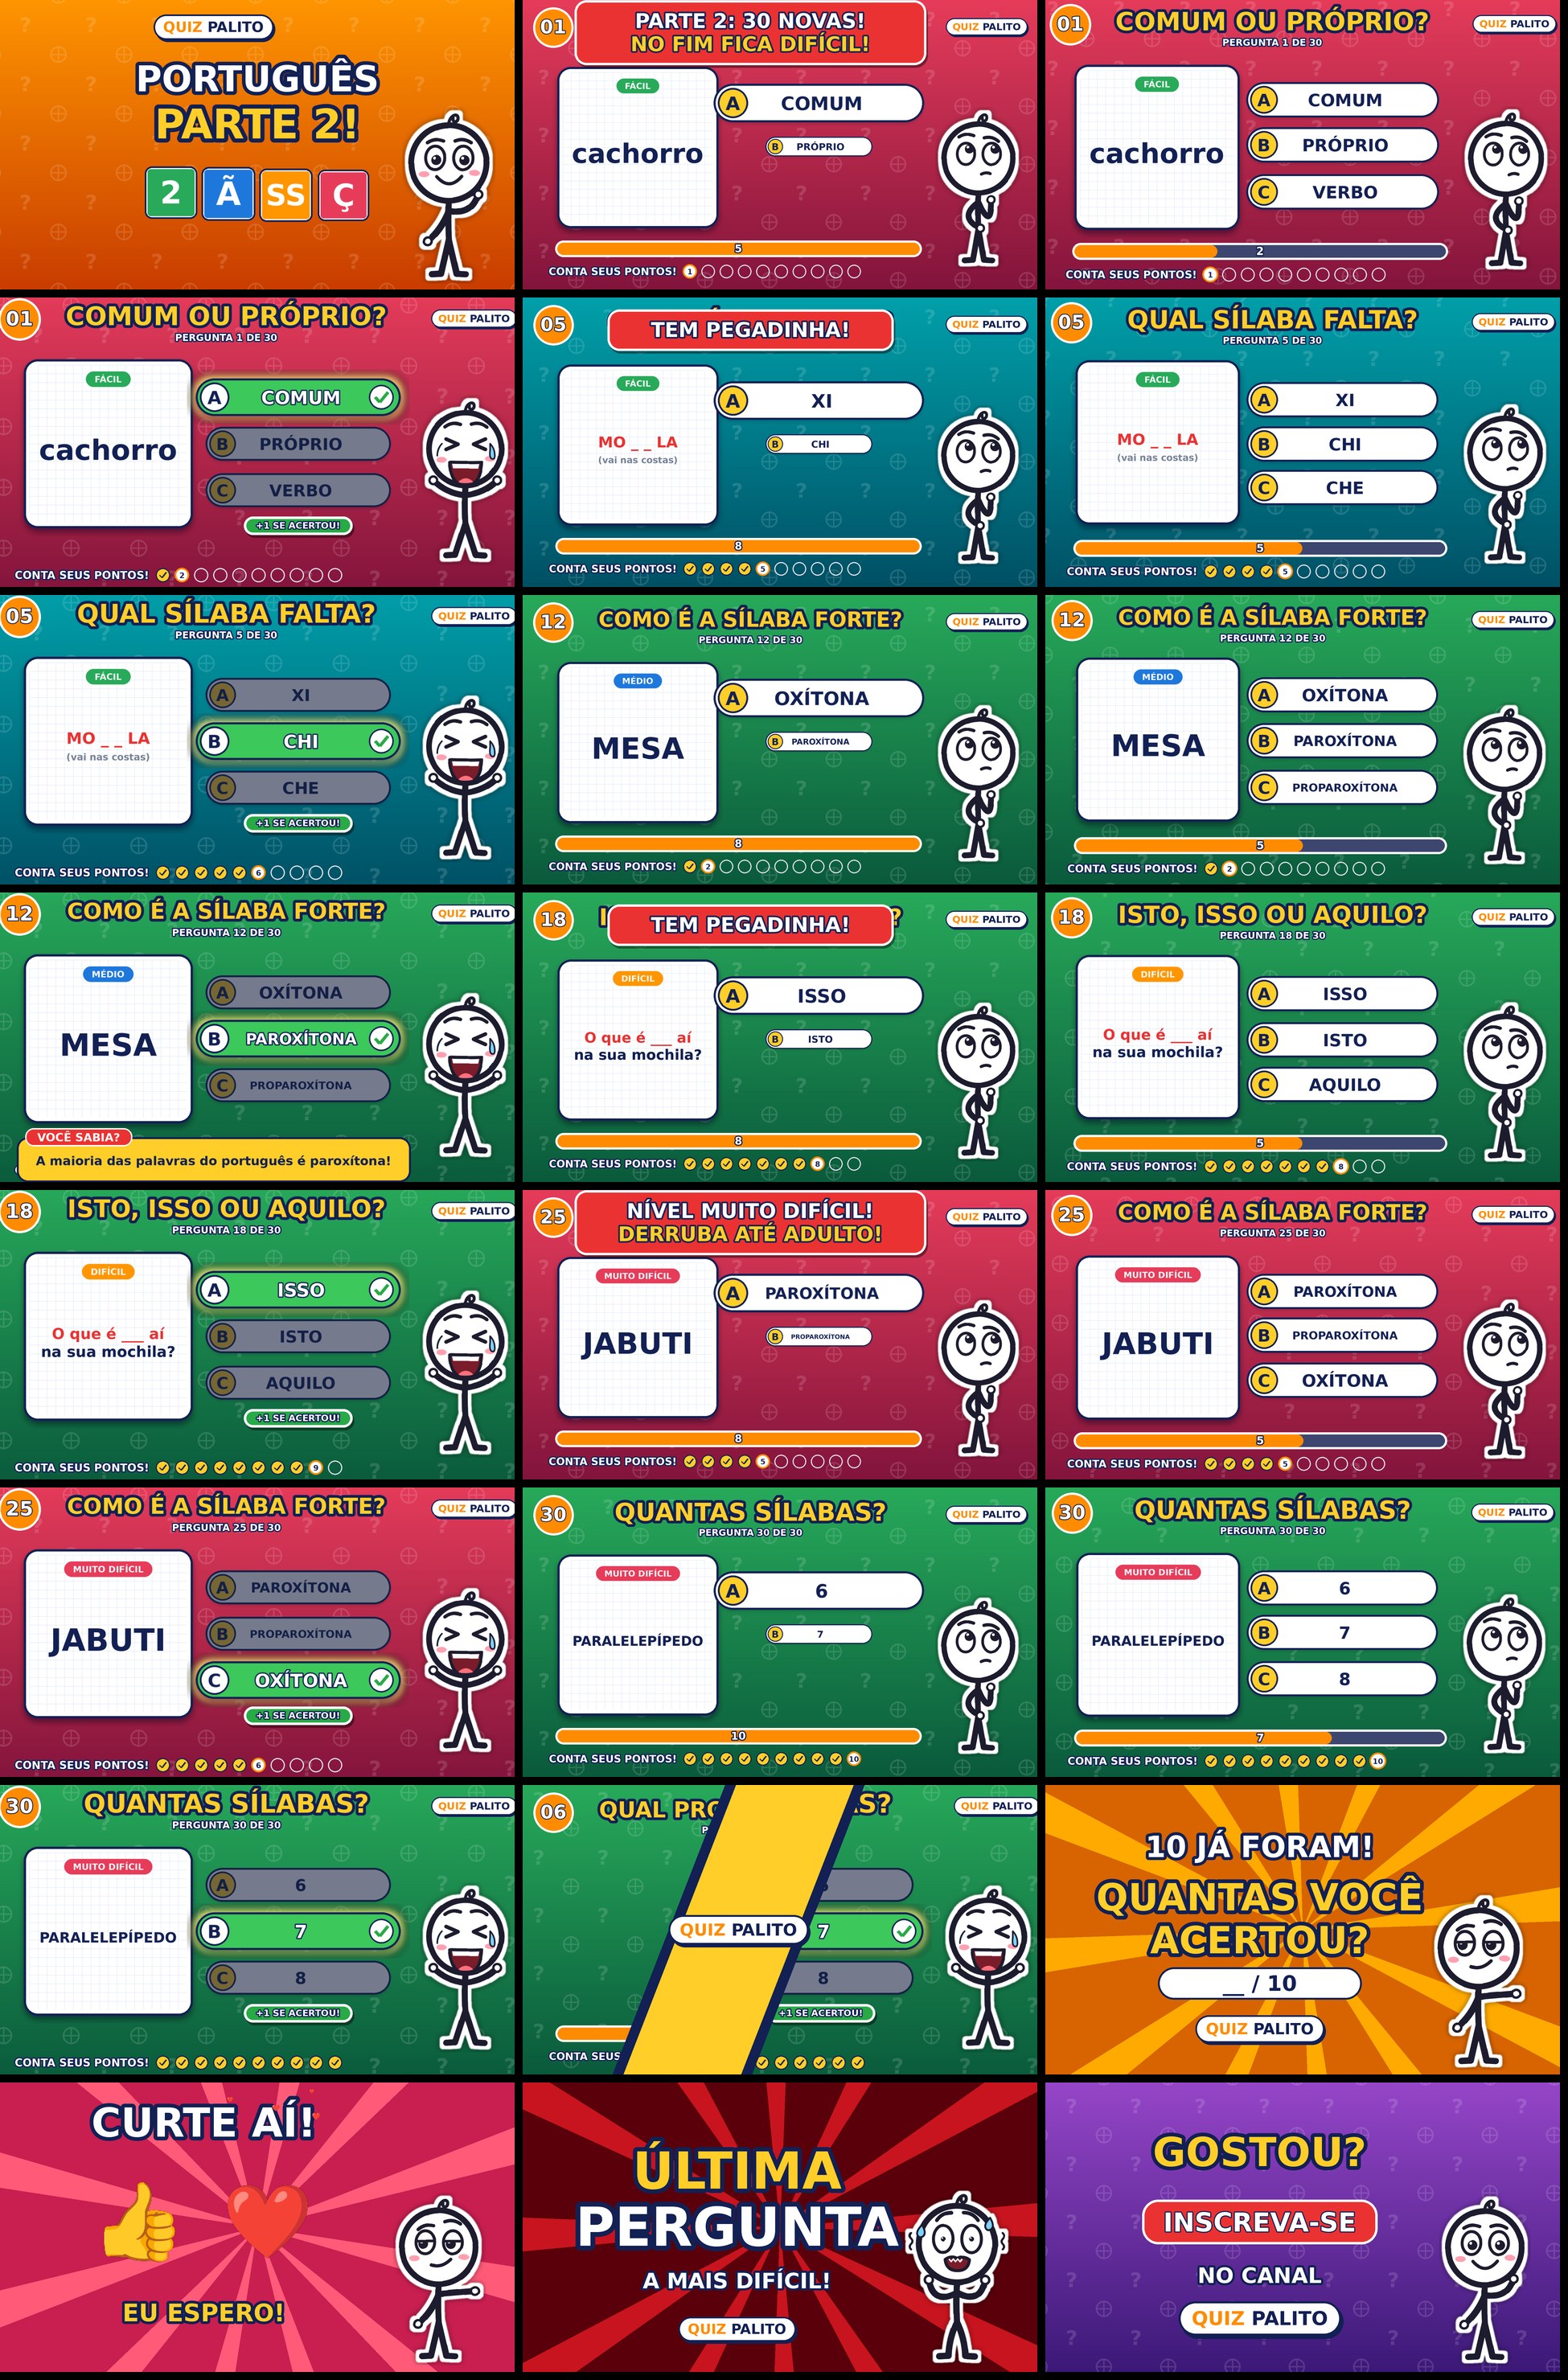 QUIZ PALITO
PORTUGUÊS
PARTE 2!
2 Ã SS Ç
01
PARTE 2: 30 NOVAS!
NO FIM FICA DIFÍCIL!
QUIZ PALITO
FÁCIL
cachorro
A COMUM
B PRÓPRIO
5
CONTA SEUS PONTOS! 1
01
COMUM OU PRÓPRIO?
PERGUNTA 1 DE 30
QUIZ PALITO
FÁCIL
cachorro
A COMUM
B PRÓPRIO
C VERBO
2
CONTA SEUS PONTOS! 1
01
COMUM OU PRÓPRIO?
PERGUNTA 1 DE 30
QUIZ PALITO
FÁCIL
cachorro
A COMUM
B PRÓPRIO
C VERBO
+1 SE ACERTOU!
CONTA SEUS PONTOS! 2
05
TEM PEGADINHA!
QUIZ PALITO
FÁCIL
MO _ _ LA
(vai nas costas)
A XI
B CHI
8
CONTA SEUS PONTOS! 5
05
QUAL SÍLABA FALTA?
PERGUNTA 5 DE 30
QUIZ PALITO
FÁCIL
MO _ _ LA
(vai nas costas)
A XI
B CHI
C CHE
5
CONTA SEUS PONTOS! 5
05
QUAL SÍLABA FALTA?
PERGUNTA 5 DE 30
QUIZ PALITO
FÁCIL
MO _ _ LA
(vai nas costas)
A XI
B CHI
C CHE
+1 SE ACERTOU!
CONTA SEUS PONTOS! 6
12
COMO É A SÍLABA FORTE?
PERGUNTA 12 DE 30
QUIZ PALITO
MÉDIO
MESA
A OXÍTONA
B PAROXÍTONA
8
CONTA SEUS PONTOS! 2
12
COMO É A SÍLABA FORTE?
PERGUNTA 12 DE 30
QUIZ PALITO
MÉDIO
MESA
A OXÍTONA
B PAROXÍTONA
C PROPAROXÍTONA
5
CONTA SEUS PONTOS! 2
12
COMO É A SÍLABA FORTE?
PERGUNTA 12 DE 30
QUIZ PALITO
MÉDIO
MESA
A OXÍTONA
B PAROXÍTONA
C PROPAROXÍTONA
VOCÊ SABIA?
A maioria das palavras do português é paroxítona!
18
TEM PEGADINHA!
?
QUIZ PALITO
DIFÍCIL
O que é ___ aí
na sua mochila?
A ISSO
B ISTO
8
CONTA SEUS PONTOS! 8
18
ISTO, ISSO OU AQUILO?
PERGUNTA 18 DE 30
QUIZ PALITO
DIFÍCIL
O que é ___ aí
na sua mochila?
A ISSO
B ISTO
C AQUILO
5
CONTA SEUS PONTOS! 8
18
ISTO, ISSO OU AQUILO?
PERGUNTA 18 DE 30
QUIZ PALITO
DIFÍCIL
O que é ___ aí
na sua mochila?
A ISSO
B ISTO
C AQUILO
+1 SE ACERTOU!
CONTA SEUS PONTOS! 9
25
NÍVEL MUITO DIFÍCIL!
DERRUBA ATÉ ADULTO!
QUIZ PALITO
MUITO DIFÍCIL
JABUTI
A PAROXÍTONA
B PROPAROXÍTONA
8
CONTA SEUS PONTOS! 5
25
COMO É A SÍLABA FORTE?
PERGUNTA 25 DE 30
QUIZ PALITO
MUITO DIFÍCIL
JABUTI
A PAROXÍTONA
B PROPAROXÍTONA
C OXÍTONA
5
CONTA SEUS PONTOS! 5
25
COMO É A SÍLABA FORTE?
PERGUNTA 25 DE 30
QUIZ PALITO
MUITO DIFÍCIL
JABUTI
A PAROXÍTONA
B PROPAROXÍTONA
C OXÍTONA
+1 SE ACERTOU!
CONTA SEUS PONTOS! 6
30
QUANTAS SÍLABAS?
PERGUNTA 30 DE 30
QUIZ PALITO
MUITO DIFÍCIL
PARALELEPÍPEDO
A 6
B 7
10
CONTA SEUS PONTOS! 10
30
QUANTAS SÍLABAS?
PERGUNTA 30 DE 30
QUIZ PALITO
MUITO DIFÍCIL
PARALELEPÍPEDO
A 6
B 7
C 8
7
CONTA SEUS PONTOS! 10
30
QUANTAS SÍLABAS?
PERGUNTA 30 DE 30
QUIZ PALITO
MUITO DIFÍCIL
PARALELEPÍPEDO
A 6
B 7
C 8
+1 SE ACERTOU!
CONTA SEUS PONTOS!
06
QUAL
QUIZ PALITO
QUIZ PALITO
7
8
+1 SE ACERTOU!
CONTA
10 JÁ FORAM!
QUANTAS VOCÊ
ACERTOU?
__ / 10
QUIZ PALITO
CURTE AÍ!
EU ESPERO!
ÚLTIMA
PERGUNTA
A MAIS DIFÍCIL!
QUIZ PALITO
GOSTOU?
INSCREVA-SE
NO CANAL
QUIZ PALITO